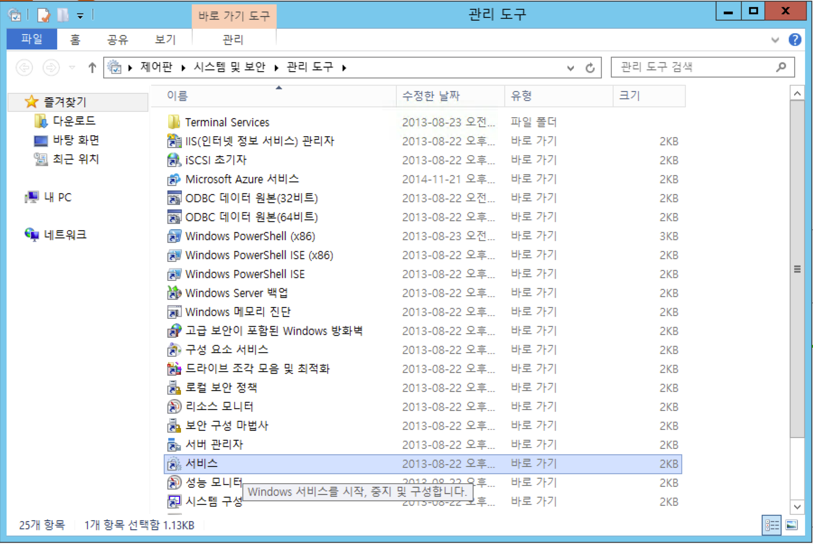 바로 가기 도구
관리 도구
파일 홈 공유 보기 관리
제어판 시스템 및 보안 관리 도구
관리 도구 검색
즐겨찾기
다운로드
바탕 화면
최근 위치
내 PC
네트워크
이름 수정한 날짜 유형 크기
Terminal Services 2013-08-23 오전... 파일 폴더
IIS(인터넷 정보 서비스) 관리자 2013-08-22 오후... 바로 가기 2KB
iSCSI 초기자 2013-08-22 오후... 바로 가기 2KB
Microsoft Azure 서비스 2014-11-21 오후... 바로 가기 2KB
ODBC 데이터 원본(32비트) 2013-08-22 오후... 바로 가기 2KB
ODBC 데이터 원본(64비트) 2013-08-22 오후... 바로 가기 2KB
Windows PowerShell (x86) 2013-08-23 오전... 바로 가기 3KB
Windows PowerShell ISE (x86) 2013-08-22 오후... 바로 가기 2KB
Windows PowerShell ISE 2013-08-22 오후... 바로 가기 2KB
Windows Server 백업 2013-08-22 오후... 바로 가기 2KB
Windows 메모리 진단 2013-08-22 오후... 바로 가기 2KB
고급 보안이 포함된 Windows 방화벽 2013-08-22 오후... 바로 가기 2KB
구성 요소 서비스 2013-08-22 오후... 바로 가기 2KB
드라이브 조각 모음 및 최적화 2013-08-22 오후... 바로 가기 2KB
로컬 보안 정책 2013-08-22 오후... 바로 가기 2KB
리소스 모니터 2013-08-22 오후... 바로 가기 2KB
보안 구성 마법사 2013-08-22 오후... 바로 가기 2KB
서버 관리자 2013-08-22 오후... 바로 가기 2KB
서비스 2013-08-22 오후... 바로 가기 2KB
성능 모니터 2013-08-22 오후... 바로 가기 2KB
Windows 서비스를 시작, 중지 및 구성합니다.
시스템 구성 2013-08-22 오후... 바로 가기 2KB
25개 항목 1개 항목 선택함 1.13KB